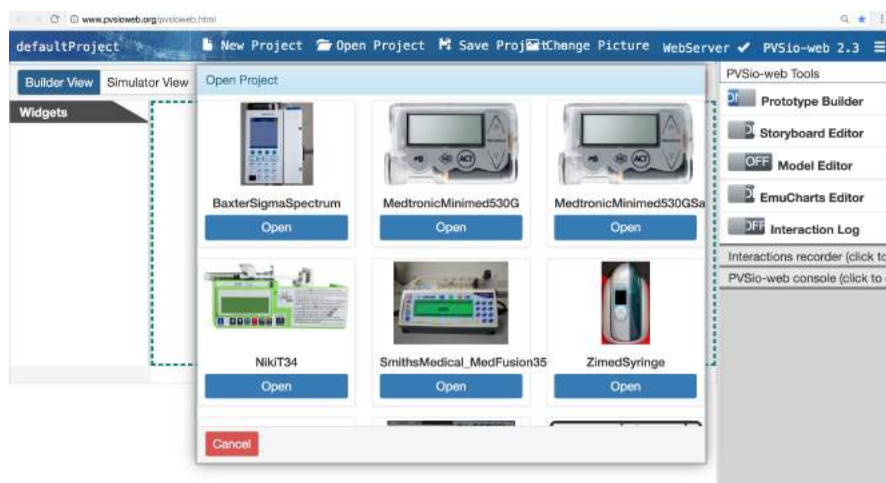 www.pvsioweb.org/pvsioweb.html
defaultProject
New Project
Open Project
Save Project
Change Picture
WebServer
PVSio-web 2.3
Builder View
Simulator View
Widgets
Open Project
BaxterSigmaSpectrum
MedtronicMinimed530G
MedtronicMinimed530GSa
Open
Open
Open
NikiT34
SmithsMedical_MedFusion35
ZimedSyringe
Open
Open
Open
Cancel
PVSio-web Tools
Prototype Builder
Storyboard Editor
OFF Model Editor
EmuCharts Editor
Interaction Log
Interactions recorder (click to
PVSio-web console (click to